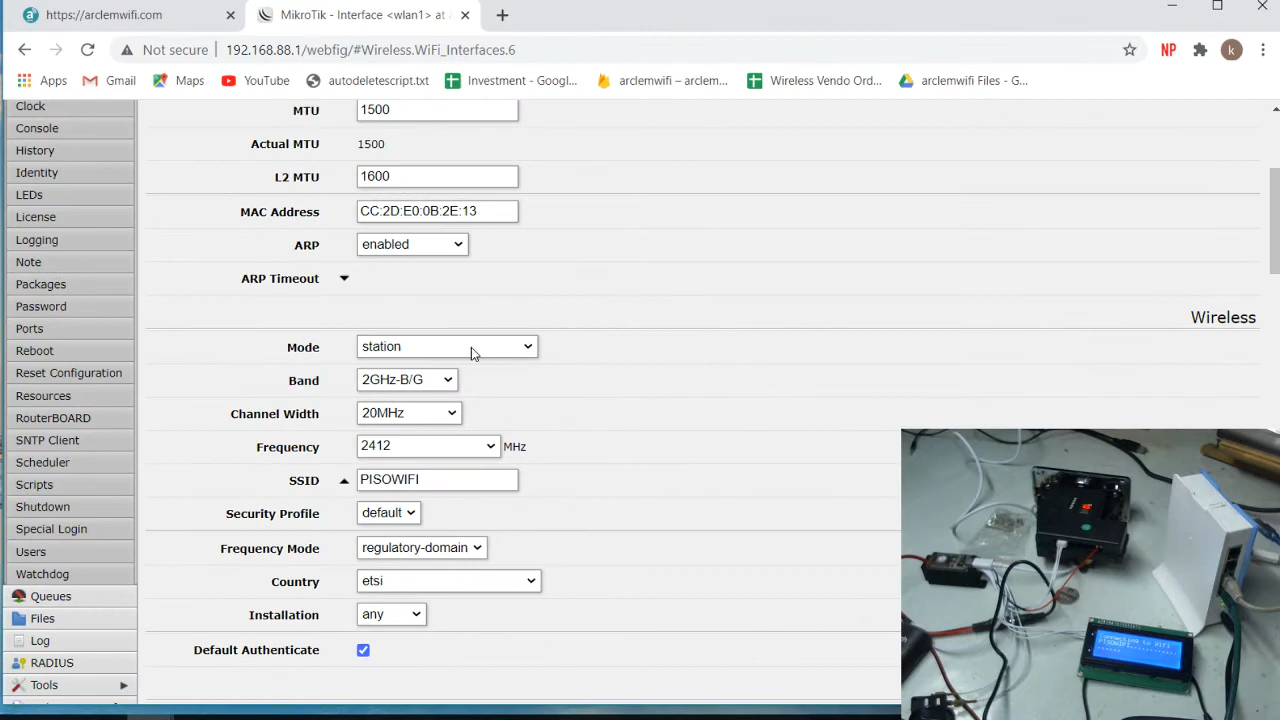 https://arclemwifi.com
MikroTik - Interface <wlan1> at
Not secure
192.168.88.1/webfig/#Wireless.WiFi_Interfaces.6
NP
k
Apps
Gmail
Maps
YouTube
autodeletescript.txt
Investment - Googl...
arclemwifi – arclem...
Wireless Vendo Ord...
arclemwifi Files - G...
Clock
Console
History
Identity
LEDs
License
Logging
Note
Packages
Password
Ports
Reboot
Reset Configuration
Resources
RouterBOARD
SNTP Client
Scheduler
Scripts
Shutdown
Special Login
Users
Watchdog
Queues
Files
Log
RADIUS
Tools
MTU 1500
Actual MTU 1500
L2 MTU 1600
MAC Address CC:2D:E0:0B:2E:13
ARP enabled
ARP Timeout
Wireless
Mode station
Band 2GHz-B/G
Channel Width 20MHz
Frequency 2412 MHz
SSID PISOWIFI
Security Profile default
Frequency Mode regulatory-domain
Country etsi
Installation any
Default Authenticate
Connecting to Wifi
PISOWIFI